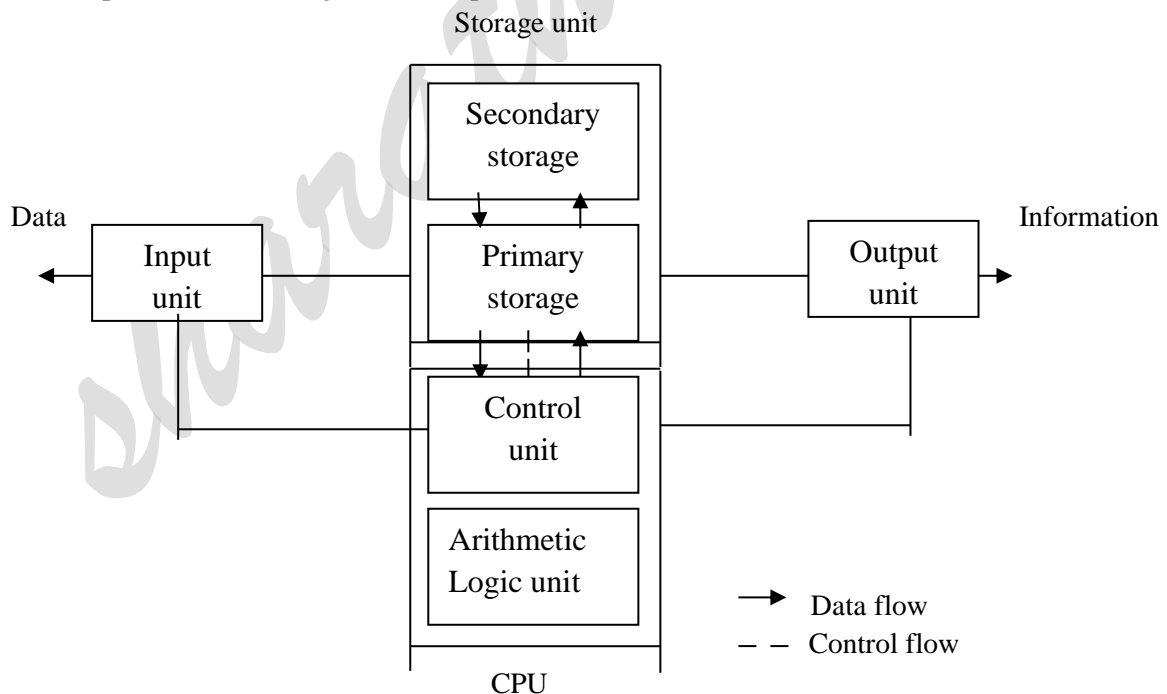 Storage unit
Secondary
storage
Data
Input
unit
Primary
storage
Output
unit
Information
Control
unit
Arithmetic
Logic unit
Data flow
Control flow
CPU